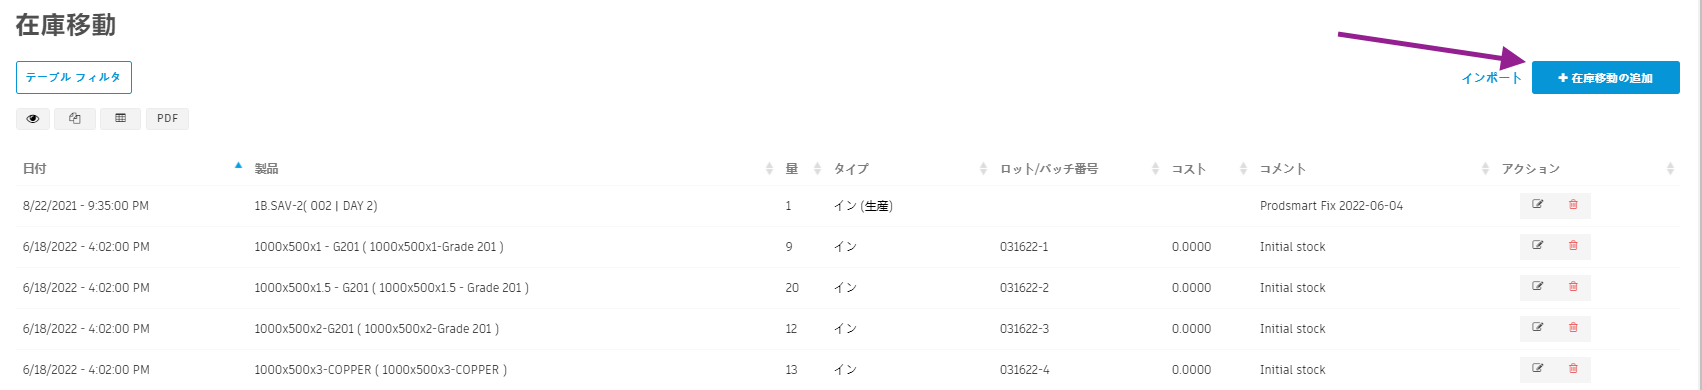 在庫移動
テーブル フィルタ
インポート
+ 在庫移動の追加
PDF
日付 製品 量 タイプ ロット/バッチ番号 コスト コメント アクション
8/22/2021 - 9:35:00 PM 1B.SAV-2( 002 | DAY 2) 1 イン (生産) Prodsmart Fix 2022-06-04
6/18/2022 - 4:02:00 PM 1000x500x1 - G201 ( 1000x500x1-Grade 201 ) 9 イン 031622-1 0.0000 Initial stock
6/18/2022 - 4:02:00 PM 1000x500x1.5 - G201 ( 1000x500x1.5 - Grade 201 ) 20 イン 031622-2 0.0000 Initial stock
6/18/2022 - 4:02:00 PM 1000x500x2-G201 ( 1000x500x2-Grade 201 ) 12 イン 031622-3 0.0000 Initial stock
6/18/2022 - 4:02:00 PM 1000x500x3-COPPER ( 1000x500x3-COPPER ) 13 イン 031622-4 0.0000 Initial stock